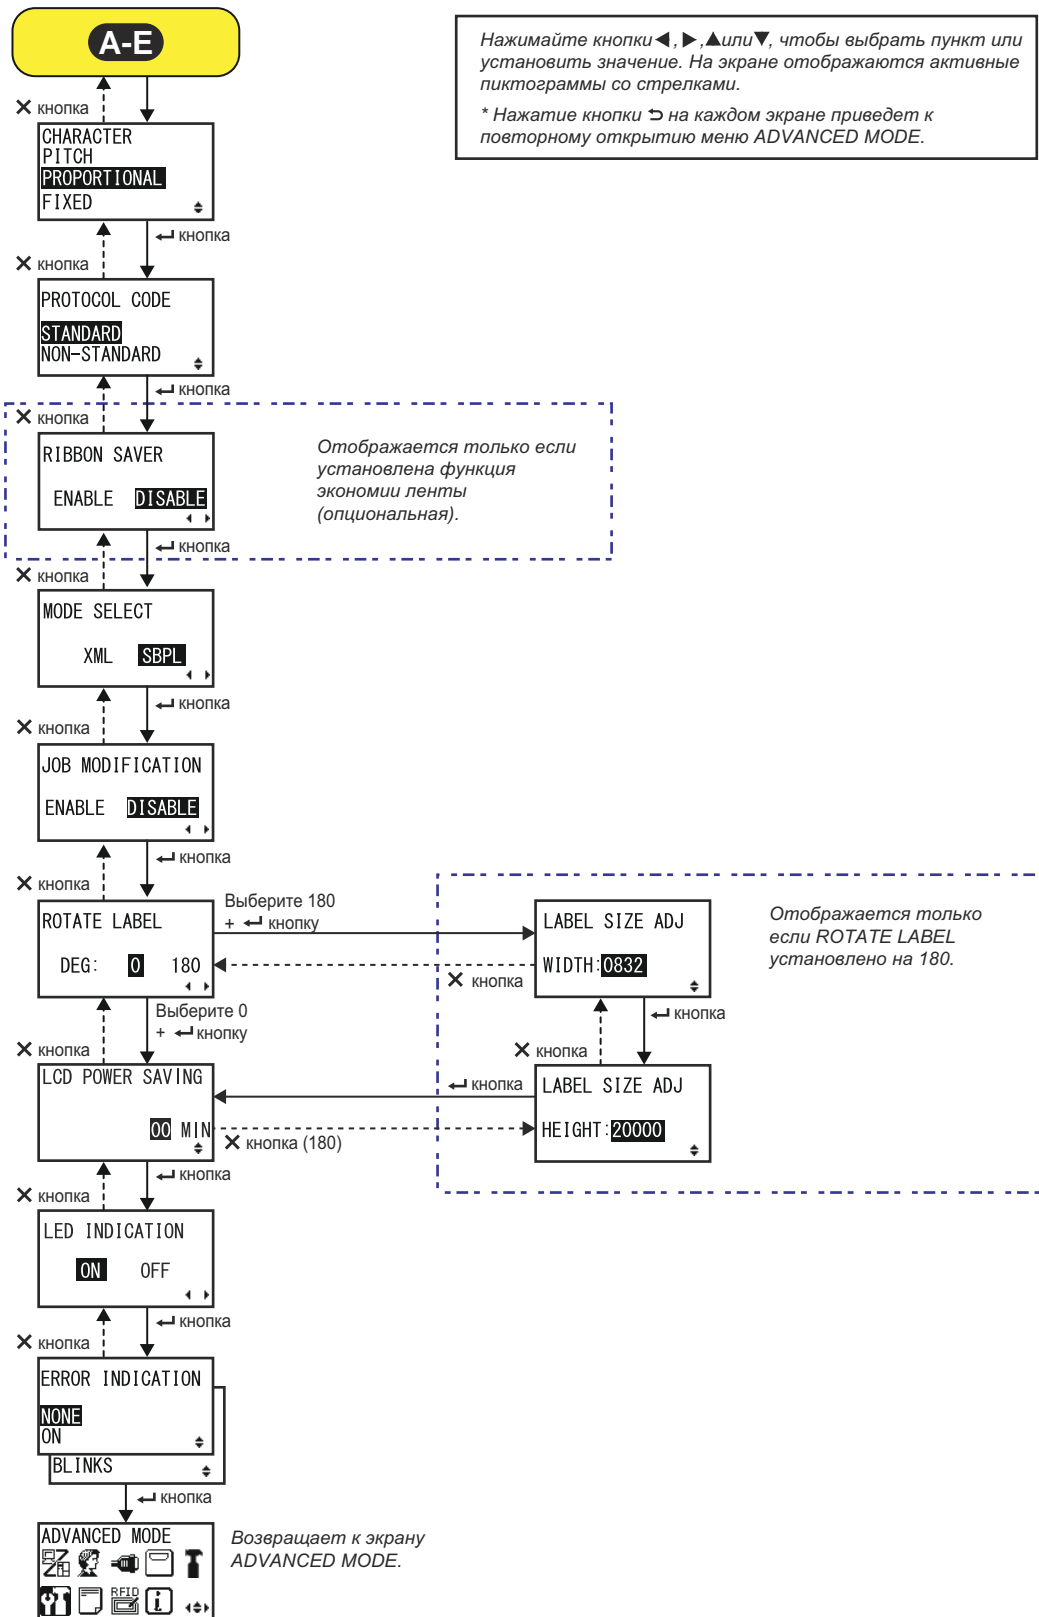 A-E
Нажимайте кнопки◀, ▶,▲или▼, чтобы выбрать пункт или
установить значение. На экране отображаются активные
пиктограммы со стрелками.
* Нажатие кнопки ⮌ на каждом экране приведет к
повторному открытию меню ADVANCED MODE.
✕ кнопка
CHARACTER
PITCH
PROPORTIONAL
FIXED
↵ кнопка
✕ кнопка
PROTOCOL CODE
STANDARD
NON-STANDARD
↵ кнопка
✕ кнопка
RIBBON SAVER
ENABLE DISABLE
Отображается только если
установлена функция
экономии ленты
(опциональная).
↵ кнопка
✕ кнопка
MODE SELECT
XML SBPL
↵ кнопка
✕ кнопка
JOB MODIFICATION
ENABLE DISABLE
↵ кнопка
✕ кнопка
ROTATE LABEL
DEG: 0 180
Выберите 180
+ ↵ кнопку
LABEL SIZE ADJ
WIDTH:0832
Отображается только
если ROTATE LABEL
установлено на 180.
✕ кнопка
Выберите 0
+ ↵ кнопку
↵ кнопка
✕ кнопка
✕ кнопка
LCD POWER SAVING
00 MIN
↵ кнопка
LABEL SIZE ADJ
HEIGHT:20000
✕ кнопка (180)
↵ кнопка
✕ кнопка
LED INDICATION
ON OFF
↵ кнопка
✕ кнопка
ERROR INDICATION
NONE
ON
BLINKS
↵ кнопка
ADVANCED MODE
RFID
i
Возвращает к экрану
ADVANCED MODE.